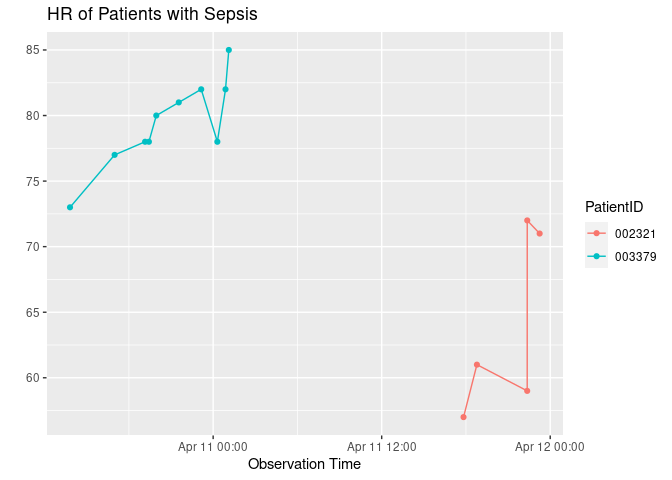 HR of Patients with Sepsis
85
80
75
70
65
60
Apr 11 00:00
Apr 11 12:00
Apr 12 00:00
Observation Time
PatientID
002321
003379